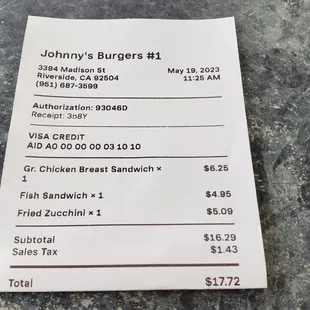 Johnny's Burgers #1
3394 Madison St
May 19, 2023
Riverside, CA 92504
11:25 AM
(951) 687-3599
Authorization: 93046D
Receipt: 3b8Y
VISA CREDIT
AID A0 00 00 00 03 10 10
Gr. Chicken Breast Sandwich × $6.25
1
Fish Sandwich × 1 $4.95
Fried Zucchini × 1 $5.09
Subtotal $16.29
Sales Tax $1.43
Total $17.72